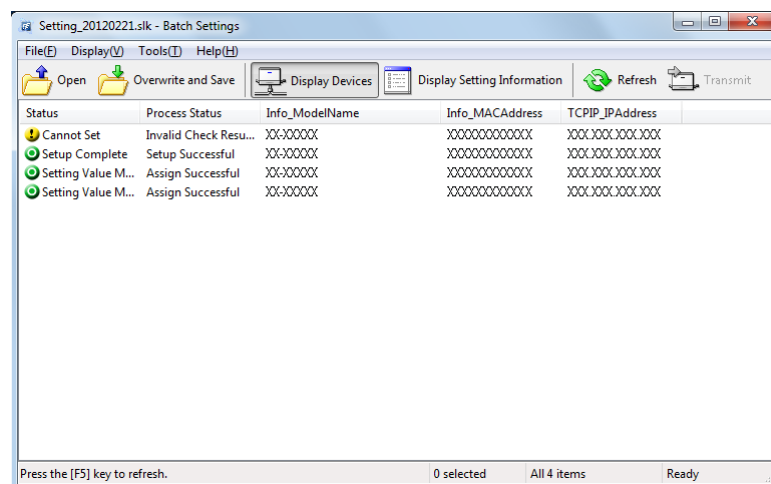 Setting_20120221.slk - Batch Settings
File(F) Display(V) Tools(T) Help(H)
Open Overwrite and Save Display Devices Display Setting Information Refresh Transmit
Status Process Status Info_ModelName Info_MACAddress TCPIP_IPAddress
Cannot Set Invalid Check Resu... XX-XXXXX XXXXXXXXXXXX XXX.XXX.XXX.XXX
Setup Complete Setup Successful XX-XXXXX XXXXXXXXXXXX XXX.XXX.XXX.XXX
Setting Value M... Assign Successful XX-XXXXX XXXXXXXXXXXX XXX.XXX.XXX.XXX
Setting Value M... Assign Successful XX-XXXXX XXXXXXXXXXXX XXX.XXX.XXX.XXX
Press the [F5] key to refresh. 0 selected All 4 items Ready